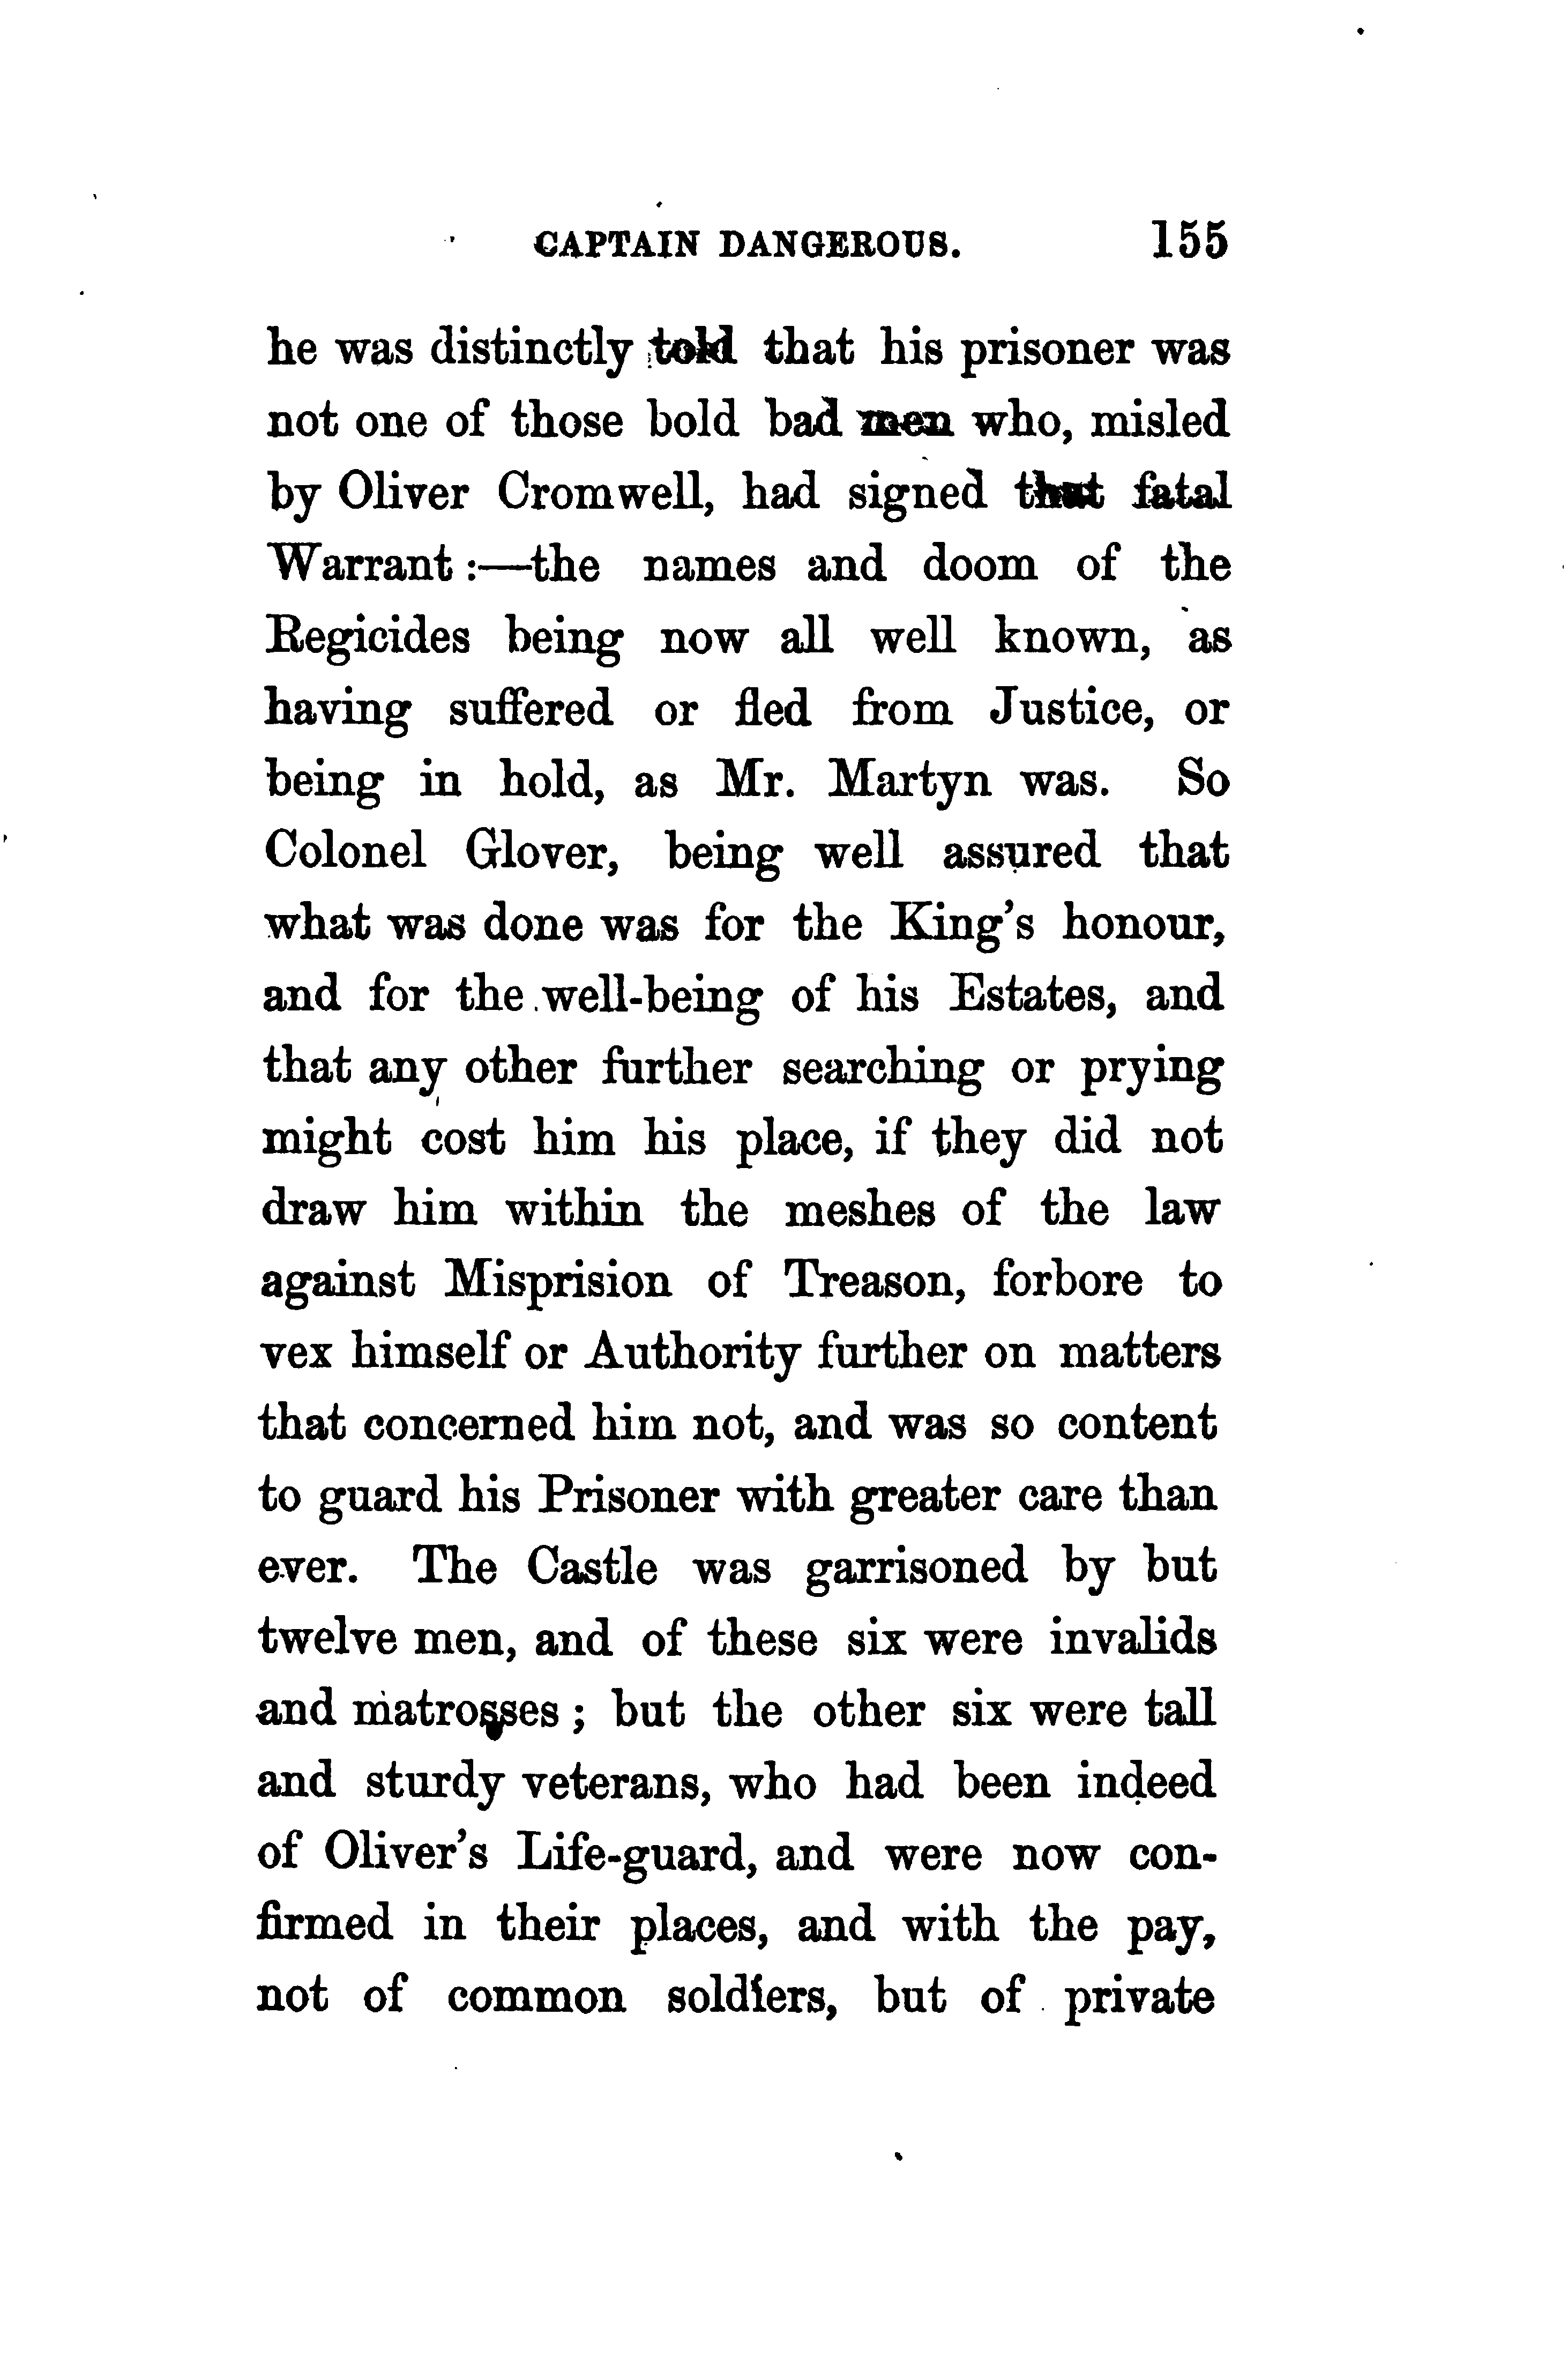 CAPTAIN DANGEROUS. 155
he was distinctly told that his prisoner was
not one of those bold bad men who, misled
by Oliver Cromwell, had signed that fatal
Warrant :—the names and doom of the
Regicides being now all well known, as
having suffered or fled from Justice, or
being in hold, as Mr. Martyn was. So
Colonel Glover, being well assured that
what was done was for the King's honour,
and for the well-being of his Estates, and
that any other further searching or prying
might cost him his place, if they did not
draw him within the meshes of the law
against Misprision of Treason, forbore to
vex himself or Authority further on matters
that concerned him not, and was so content
to guard his Prisoner with greater care than
ever. The Castle was garrisoned by but
twelve men, and of these six were invalids
and matrosses ; but the other six were tall
and sturdy veterans, who had been indeed
of Oliver's Life-guard, and were now con-
firmed in their places, and with the pay,
not of common soldiers, but of private